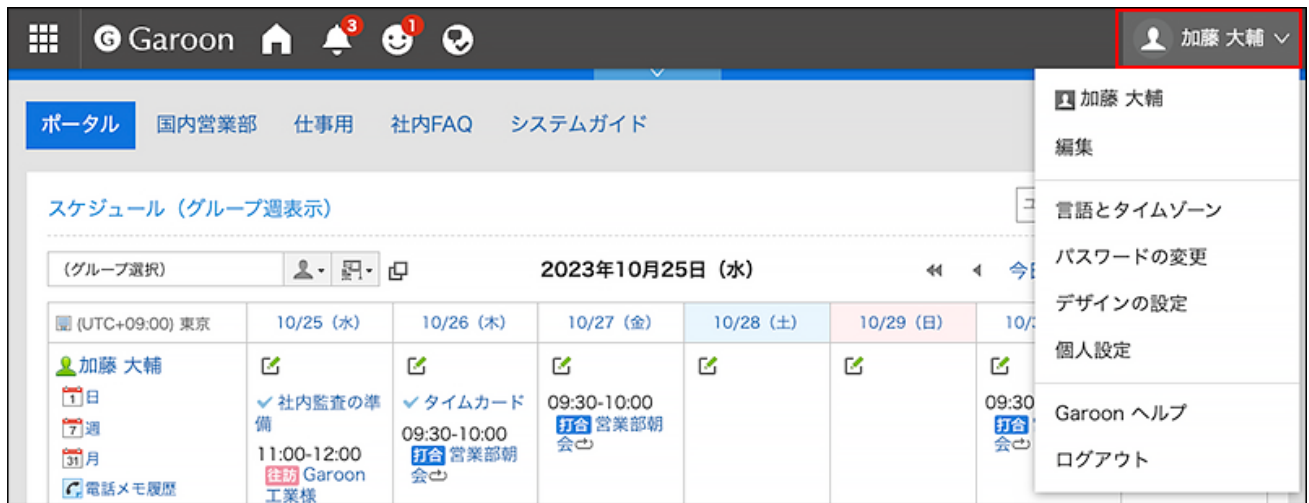 Garoon
3
1
加藤 大輔
加藤 大輔
編集
言語とタイムゾーン
パスワードの変更
デザインの設定
個人設定
Garoon ヘルプ
ログアウト
ポータル 国内営業部 仕事用 社内FAQ システムガイド
スケジュール（グループ週表示）
（グループ選択）
2023年10月25日（水）
(UTC+09:00) 東京 10/25（水） 10/26（木） 10/27（金） 10/28（土） 10/29（日）
加藤 大輔
1 日
7 週
31 月
電話メモ履歴
社内監査の準
備
11:00-12:00
往訪 Garoon
工業様
タイムカード
09:30-10:00
打合 営業部朝
会
09:30-10:00
打合 営業部朝
会
09:30
打合
会